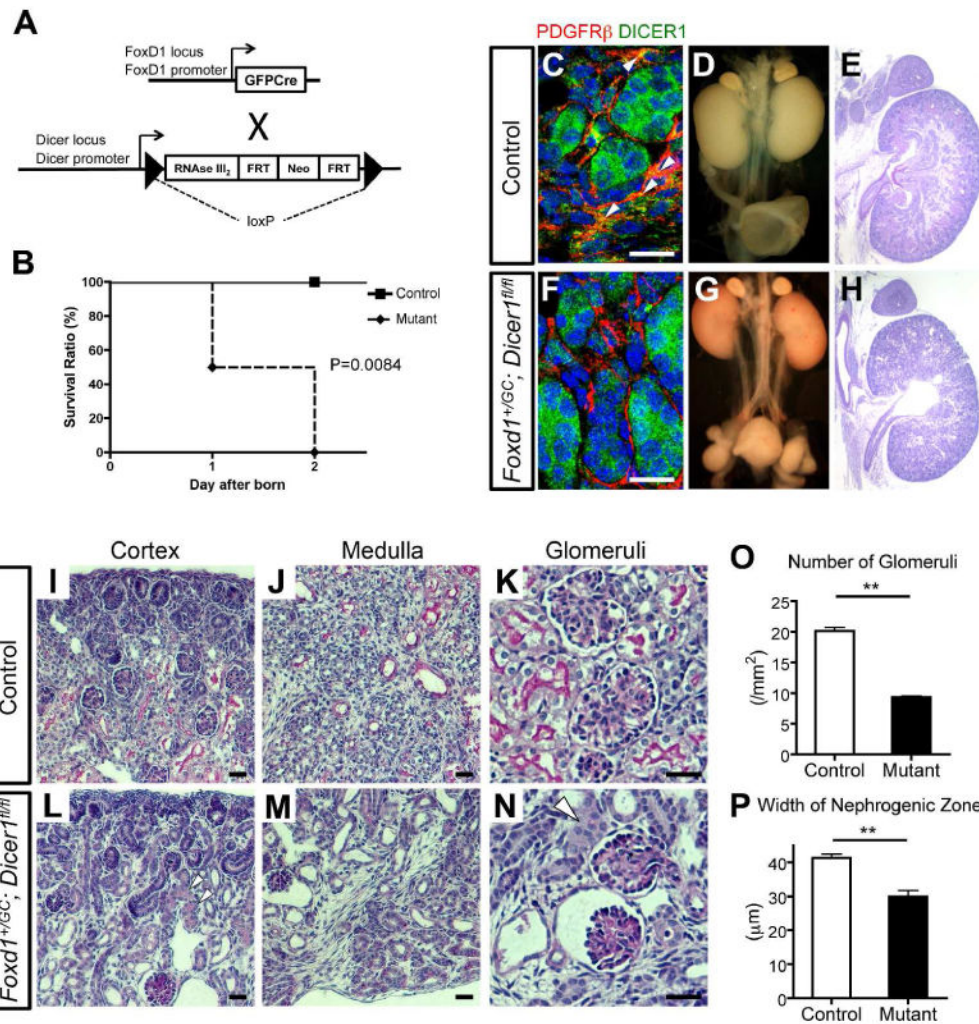 A
FoxD1 locus
FoxD1 promoter
GFPCre
X
Dicer locus
Dicer promoter
RNAse III₂ FRT Neo FRT
loxP
B
Survival Ratio (%)
100
80
60
40
20
0
0 1 2
Day after born
Control
Mutant
P=0.0084
PDGFRβ DICER1
Control
C
D
E
Foxd1+/GC; Dicer1fl/fl
F
G
H
Cortex
Medulla
Glomeruli
Control
I
J
K
Foxd1+/GC; Dicer1fl/fl
L
M
N
O
Number of Glomeruli
**
(/mm²)
25
20
15
10
5
0
Control Mutant
P
Width of Nephrogenic Zone
**
(μm)
40
30
20
10
0
Control Mutant